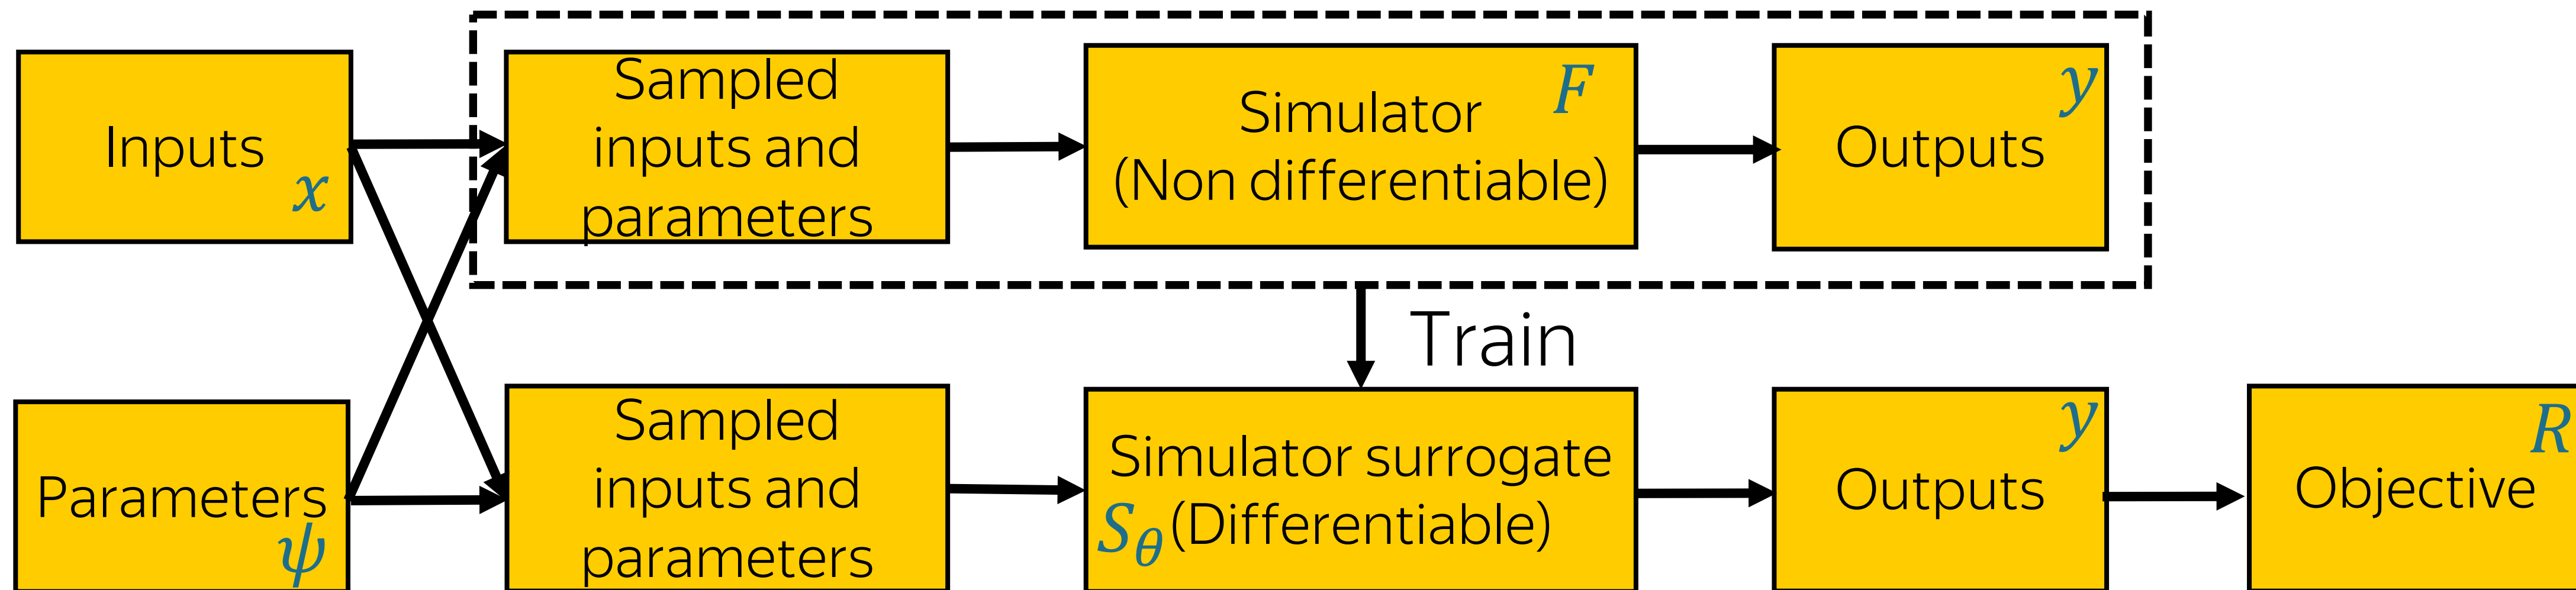 Inputs
x
Sampled
inputs and
parameters
Simulator
(Non differentiable)
F
Outputs
y
Train
Parameters
ψ
Sampled
inputs and
parameters
Simulator surrogate
S_θ (Differentiable)
Outputs
y
Objective
R